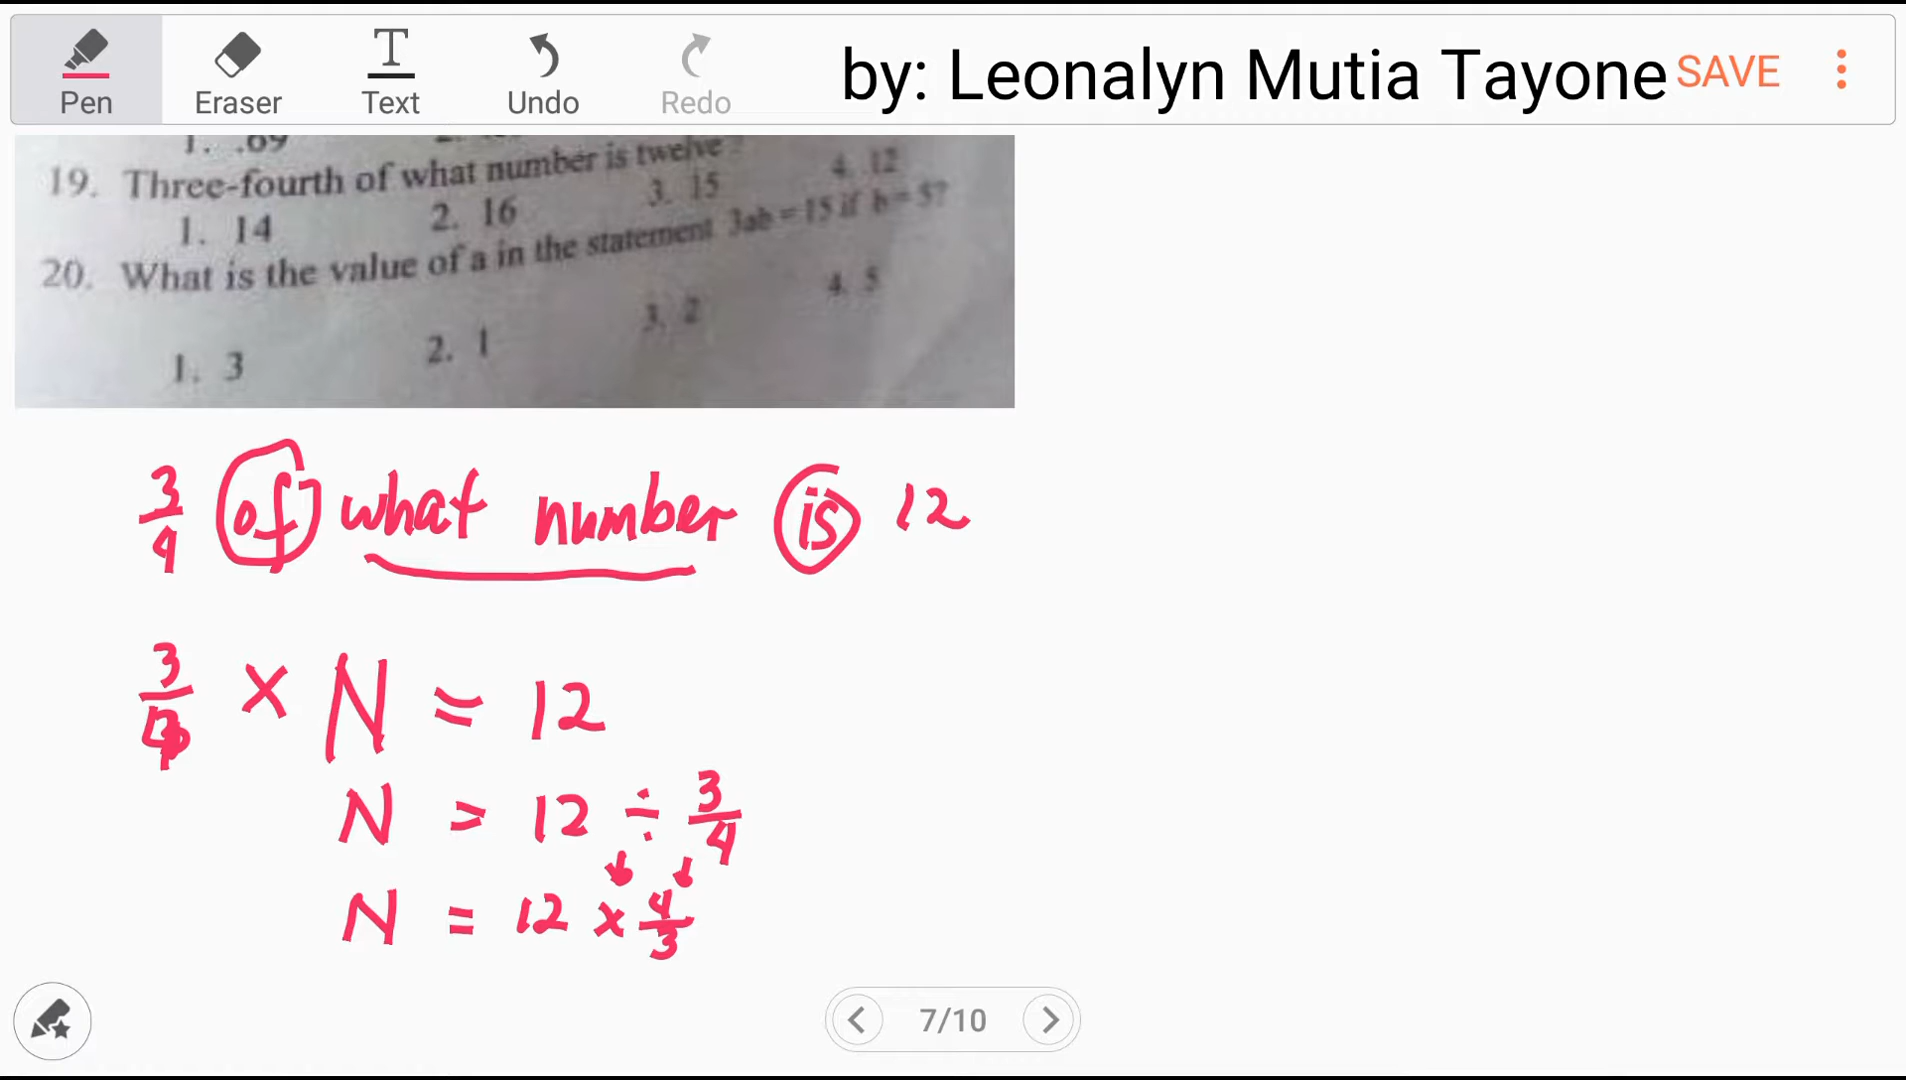 Pen Eraser Text Undo Redo by: Leonalyn Mutia Tayone SAVE
1. .69
19. Three-fourth of what number is twelve?
1. 14 2. 16 3. 15 4. 12
20. What is the value of a in the statement 3ab = 15 if b = 5?
1. 3 2. 1 3. 2 4. 5
3/4 of what number is 12
3/4 × N = 12
N = 12 ÷ 3/4
N = 12 × 4/3
7/10